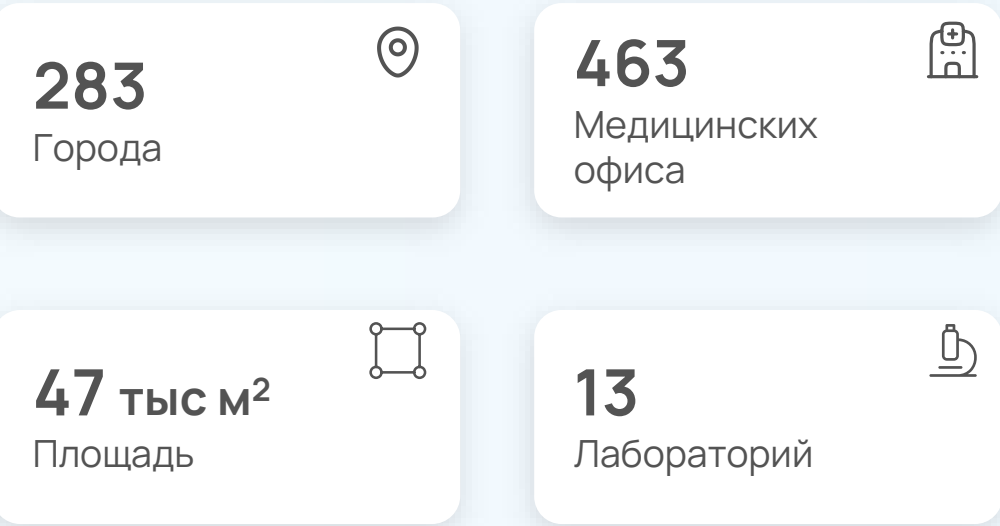 283
Города
463
Медицинских
офиса
47 тыс м²
Площадь
13
Лабораторий